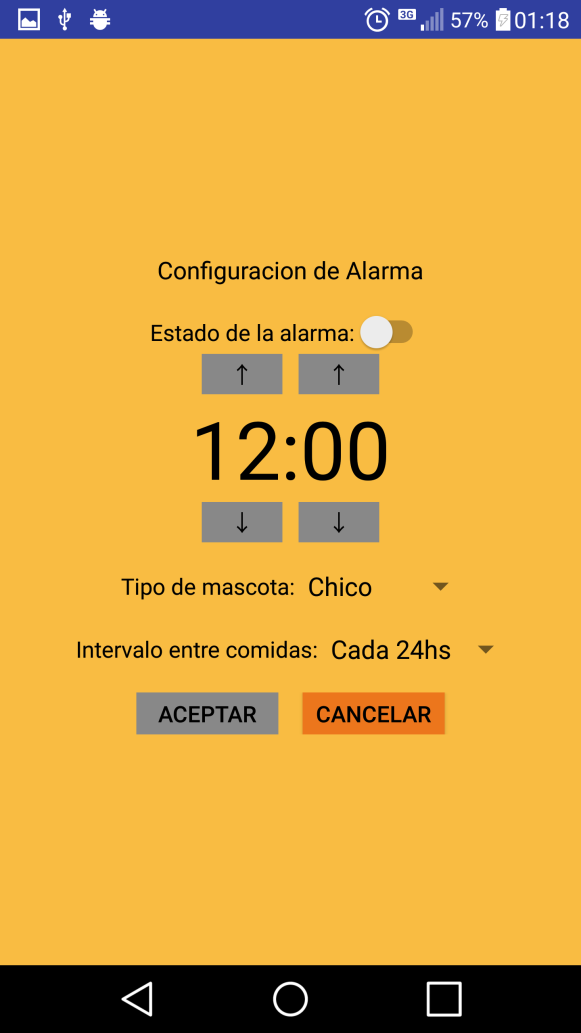 3G 57% 01:18
Configuracion de Alarma
Estado de la alarma:
↑ ↑
12:00
↓ ↓
Tipo de mascota: Chico
Intervalo entre comidas: Cada 24hs
ACEPTAR CANCELAR